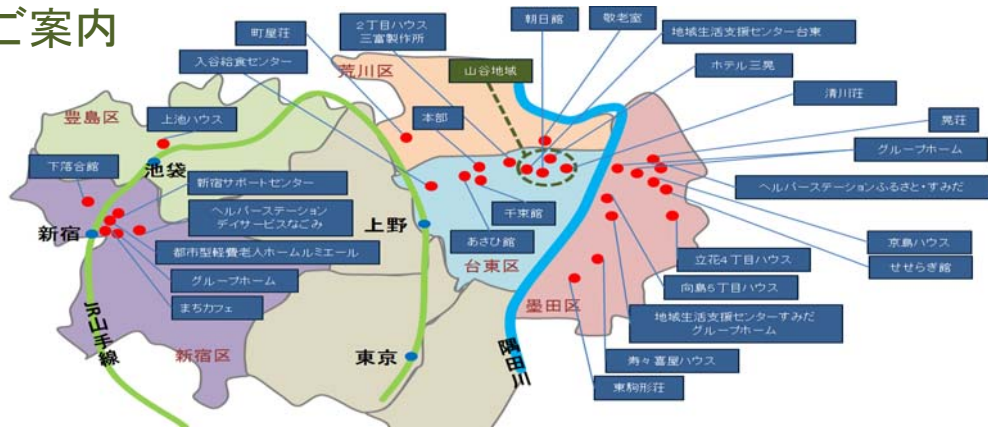 ご案内
町屋荘
2丁目ハウス
三富製作所
朝日館
敬老室
地域生活支援センター台東
入谷給食センター
荒川区
山谷地域
ホテル三晃
清川荘
豊島区
上池ハウス
本部
晃荘
グループホーム
池袋
下落合館
新宿サポートセンター
ヘルパーステーションふるさと・すみだ
ヘルパーステーション
デイサービスなごみ
新宿
上野
千束館
あさひ館
京島ハウス
都市型軽費老人ホームルミエール
台東区
立花4丁目ハウス
せせらぎ館
グループホーム
向島5丁目ハウス
まちカフェ
墨田区
地域生活支援センターすみだ
グループホーム
JR山手線
新宿区
東京
隅田川
寿々喜屋ハウス
東駒形荘